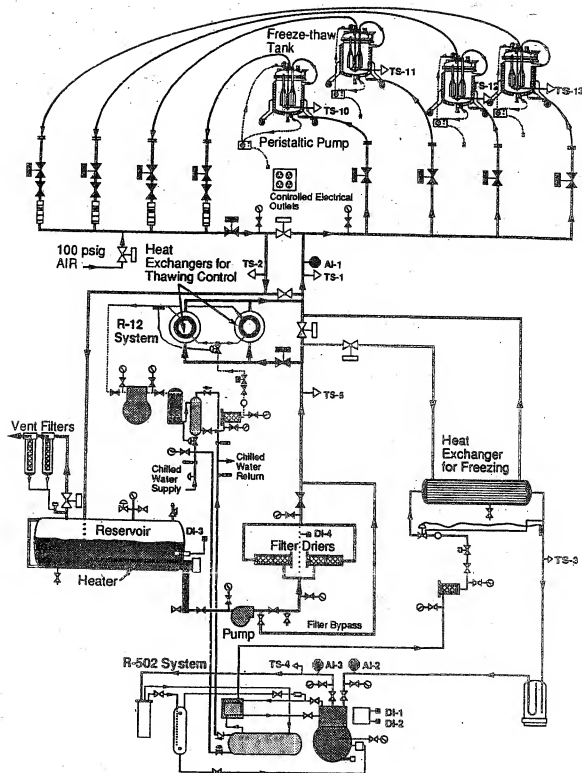 Freeze-thaw
Tank
TS-11
TS-12
TS-13
TS-10
Peristaltic Pump
Controlled Electrical
Outlets
100 psig
AIR
Heat
Exchangers for
Thawing Control
TS-2
AI-1
TS-1
R-12
System
TS-5
Vent Filters
Chilled
Water
Supply
Chilled
Water
Return
Heat
Exchanger
for Freezing
Reservoir
DI-3
DI-4
Filter Driers
Heater
TS-3
Pump
Filter Bypass
R-502 System
TS-4
AI-3
AI-2
DI-1
DI-2